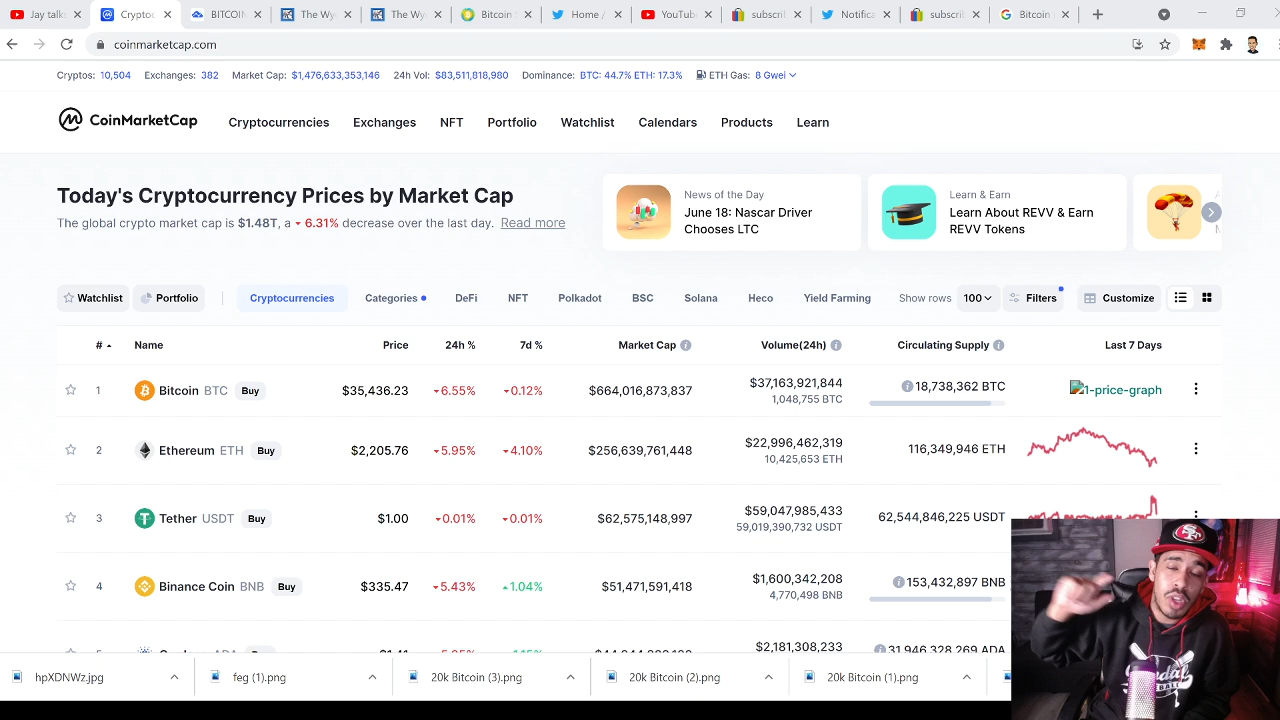 Jay talks
Crypto
BITCOIN
The Wy
The Wy
Bitcoin
Home /
YouTub
subscri
Notifica
subscri
Bitcoin
coinmarketcap.com
Cryptos: 10,504 Exchanges: 382 Market Cap: $1,476,633,353,146 24h Vol: $83,511,818,980 Dominance: BTC: 44.7% ETH: 17.3% ETH Gas: 8 Gwei
CoinMarketCap Cryptocurrencies Exchanges NFT Portfolio Watchlist Calendars Products Learn
Today's Cryptocurrency Prices by Market Cap
The global crypto market cap is $1.48T, a 6.31% decrease over the last day. Read more
News of the Day
June 18: Nascar Driver
Chooses LTC
Learn & Earn
Learn About REVV & Earn
REVV Tokens
Watchlist Portfolio Cryptocurrencies Categories DeFi NFT Polkadot BSC Solana Heco Yield Farming Show rows 100 Filters Customize
# Name Price 24h % 7d % Market Cap Volume(24h) Circulating Supply Last 7 Days
1 Bitcoin BTC Buy $35,436.23 6.55% 0.12% $664,016,873,837 $37,163,921,844 18,738,362 BTC 1-price-graph
1,048,755 BTC
2 Ethereum ETH Buy $2,205.76 5.95% 4.10% $256,639,761,448 $22,996,462,319 116,349,946 ETH
10,425,653 ETH
3 Tether USDT Buy $1.00 0.01% 0.01% $62,575,148,997 $59,047,985,433 62,544,846,225 USDT
59,019,390,732 USDT
4 Binance Coin BNB Buy $335.47 5.43% 1.04% $51,471,591,418 $1,600,342,208 153,432,897 BNB
4,770,498 BNB
$2,181,308,233 31,946,328,269 ADA
hpXDNWz.jpg
feg (1).png
20k Bitcoin (3).png
20k Bitcoin (2).png
20k Bitcoin (1).png
SF